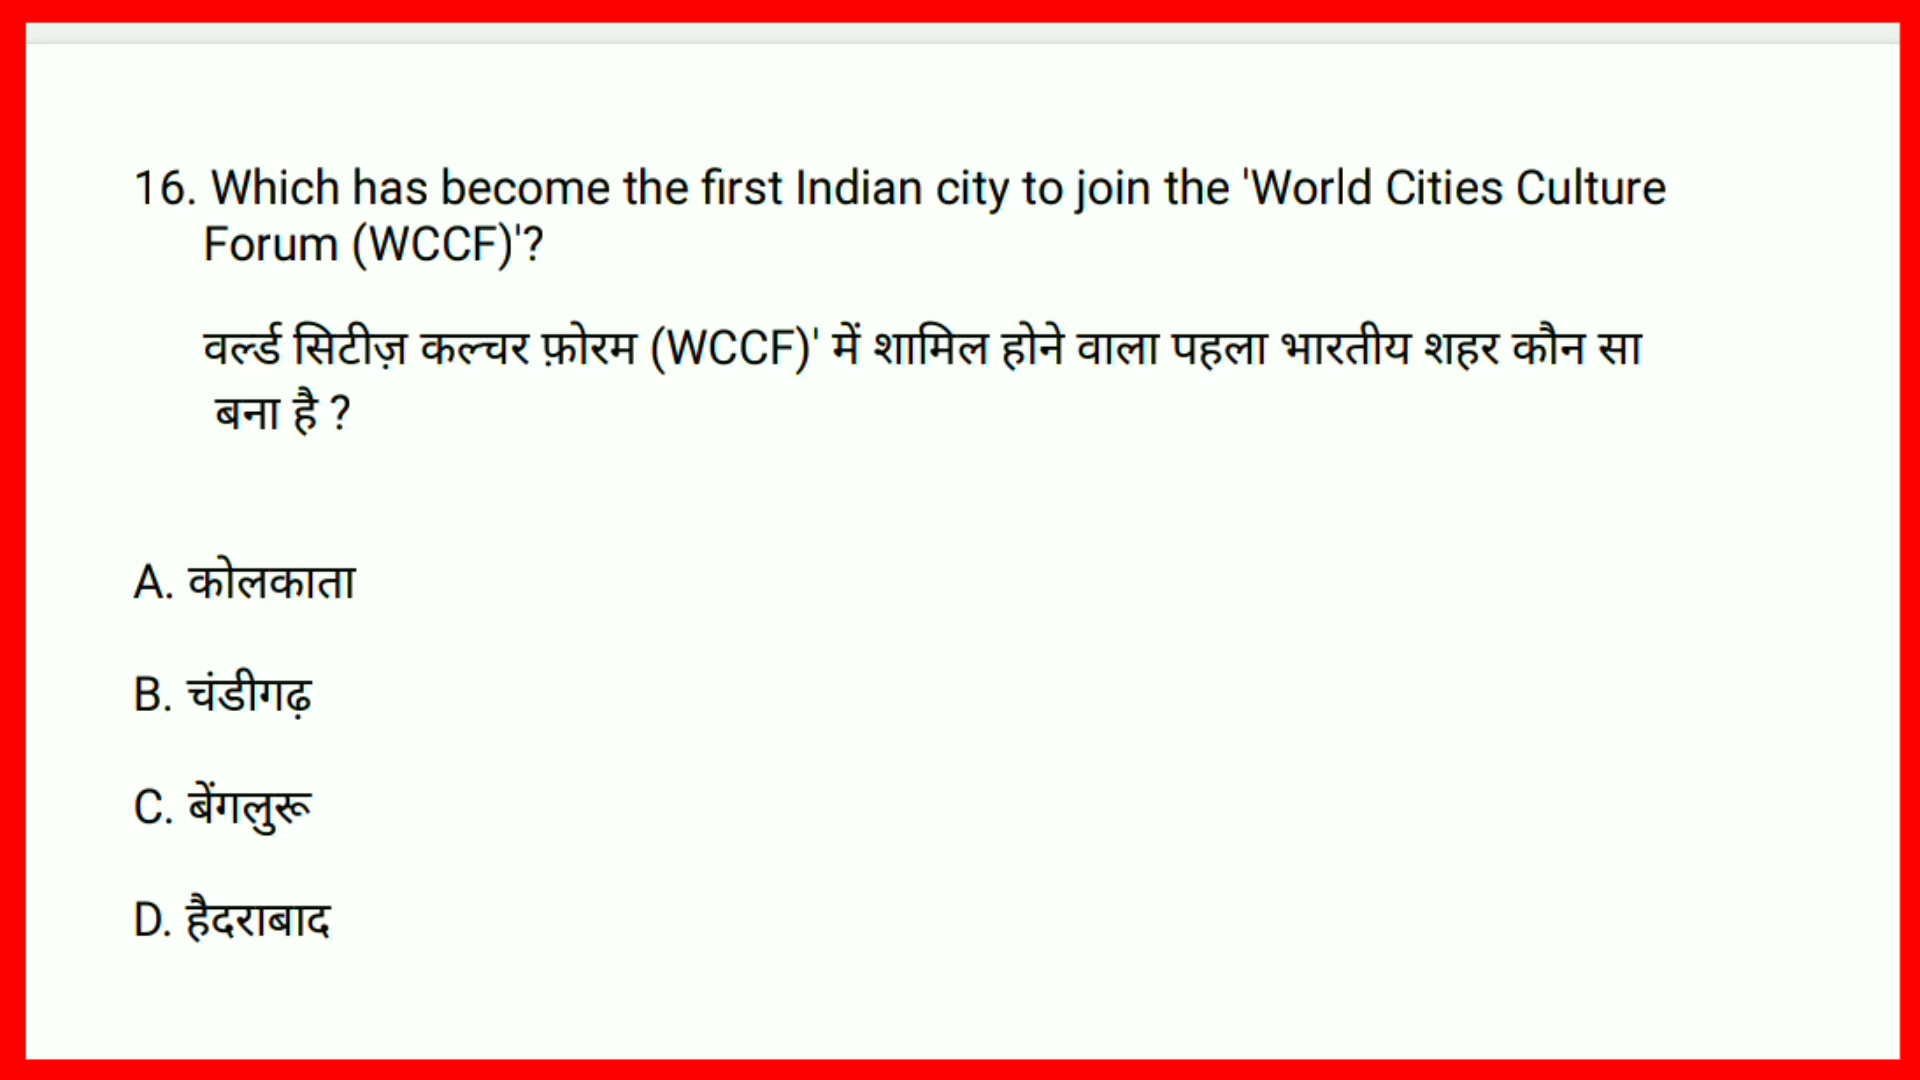 16. Which has become the first Indian city to join the 'World Cities Culture
Forum (WCCF)'?
वर्ल्ड सिटीज़ कल्चर फ़ोरम (WCCF)' में शामिल होने वाला पहला भारतीय शहर कौन सा
बना है ?
A. कोलकाता
B. चंडीगढ़
C. बेंगलुरू
D. हैदराबाद